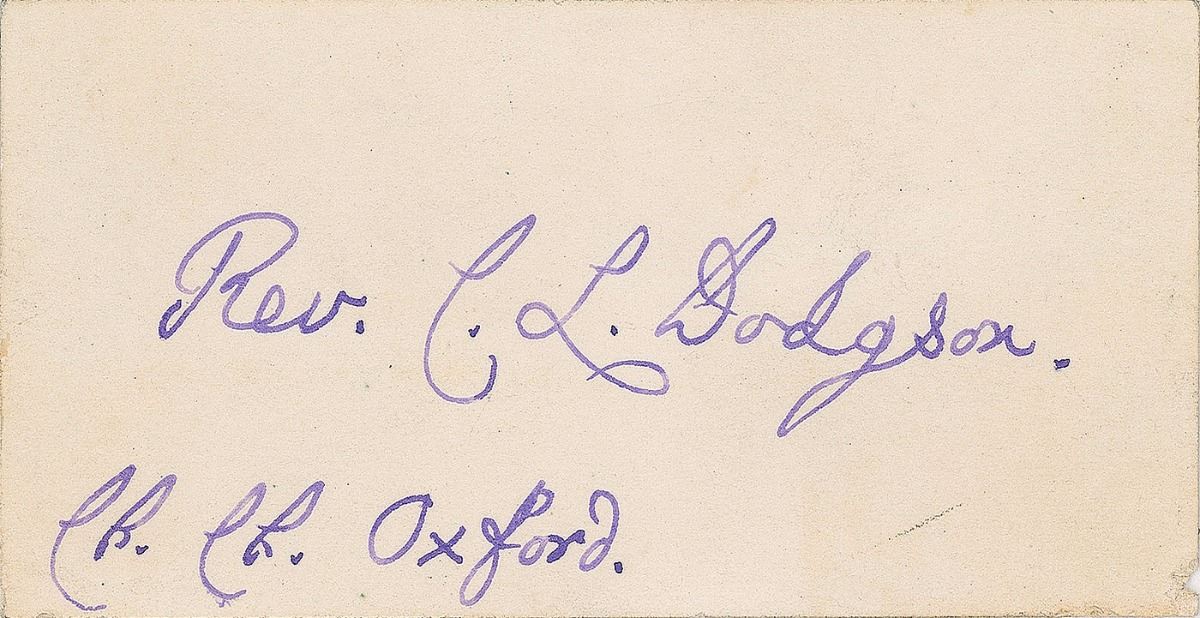 Rev. C. L. Dodgson.
Ch. Ch. Oxford.